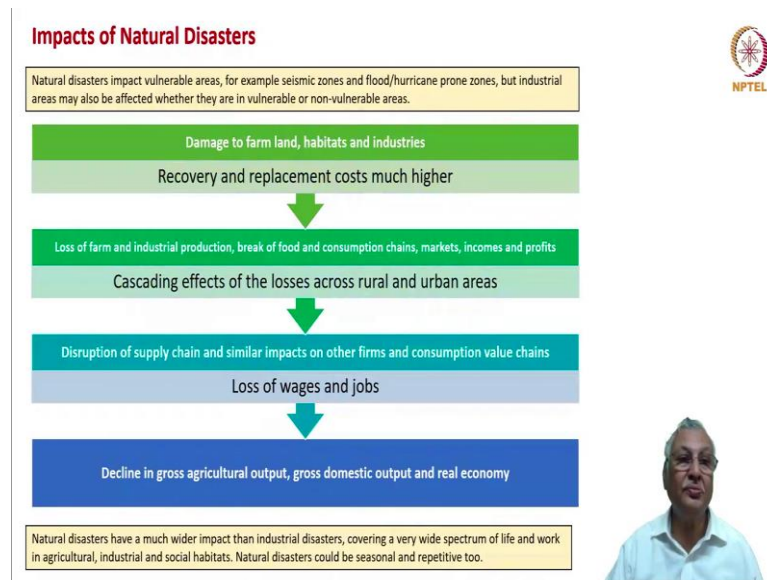 Impacts of Natural Disasters
NPTEL
Natural disasters impact vulnerable areas, for example seismic zones and flood/hurricane prone zones, but industrial
areas may also be affected whether they are in vulnerable or non-vulnerable areas.
Damage to farm land, habitats and industries
Recovery and replacement costs much higher
Loss of farm and industrial production, break of food and consumption chains, markets, incomes and profits
Cascading effects of the losses across rural and urban areas
Disruption of supply chain and similar impacts on other firms and consumption value chains
Loss of wages and jobs
Decline in gross agricultural output, gross domestic output and real economy
Natural disasters have a much wider impact than industrial disasters, covering a very wide spectrum of life and work
in agricultural, industrial and social habitats. Natural disasters could be seasonal and repetitive too.